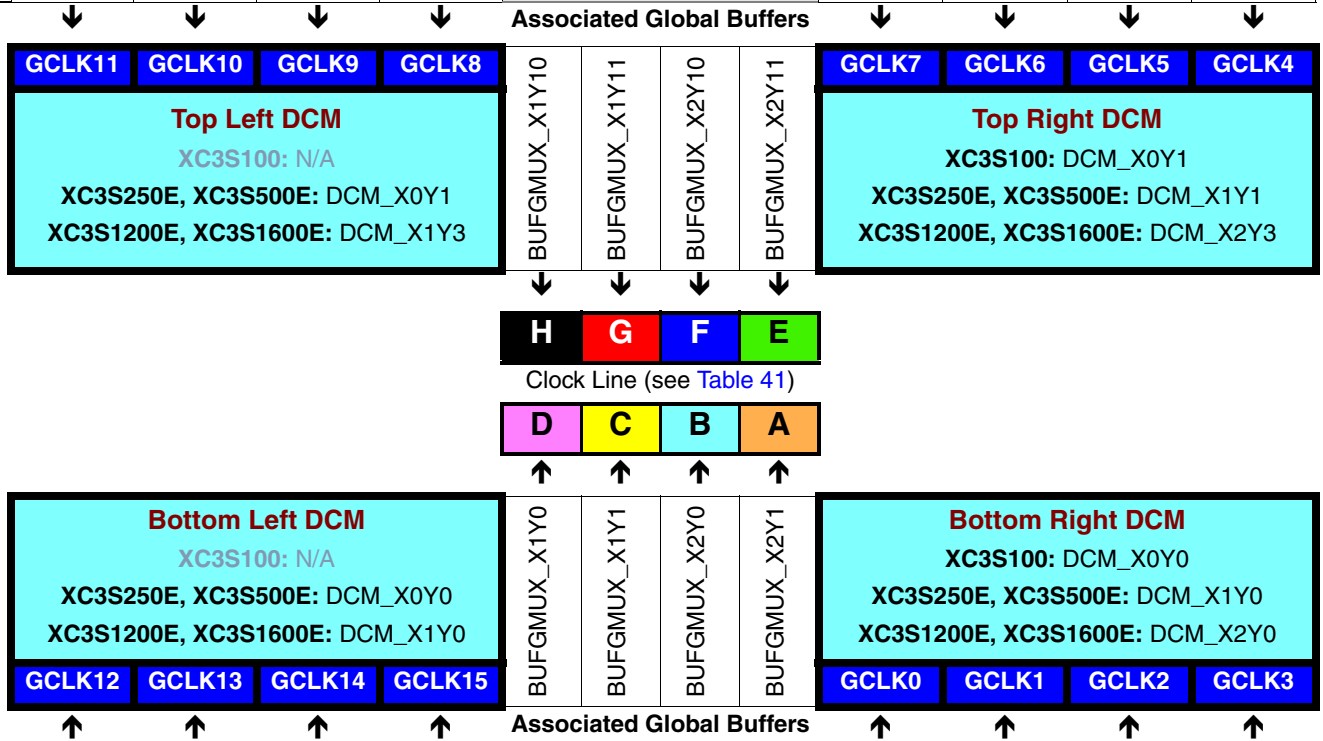 Associated Global Buffers
GCLK11 GCLK10 GCLK9 GCLK8
Top Left DCM
XC3S100: N/A
XC3S250E, XC3S500E: DCM_X0Y1
XC3S1200E, XC3S1600E: DCM_X1Y3
BUFGMUX_X1Y10
BUFGMUX_X1Y11
BUFGMUX_X2Y10
BUFGMUX_X2Y11
GCLK7 GCLK6 GCLK5 GCLK4
Top Right DCM
XC3S100: DCM_X0Y1
XC3S250E, XC3S500E: DCM_X1Y1
XC3S1200E, XC3S1600E: DCM_X2Y3
H G F E
Clock Line (see Table 41)
D C B A
Bottom Left DCM
XC3S100: N/A
XC3S250E, XC3S500E: DCM_X0Y0
XC3S1200E, XC3S1600E: DCM_X1Y0
GCLK12 GCLK13 GCLK14 GCLK15
BUFGMUX_X1Y0
BUFGMUX_X1Y1
BUFGMUX_X2Y0
BUFGMUX_X2Y1
Bottom Right DCM
XC3S100: DCM_X0Y0
XC3S250E, XC3S500E: DCM_X1Y0
XC3S1200E, XC3S1600E: DCM_X2Y0
GCLK0 GCLK1 GCLK2 GCLK3
Associated Global Buffers